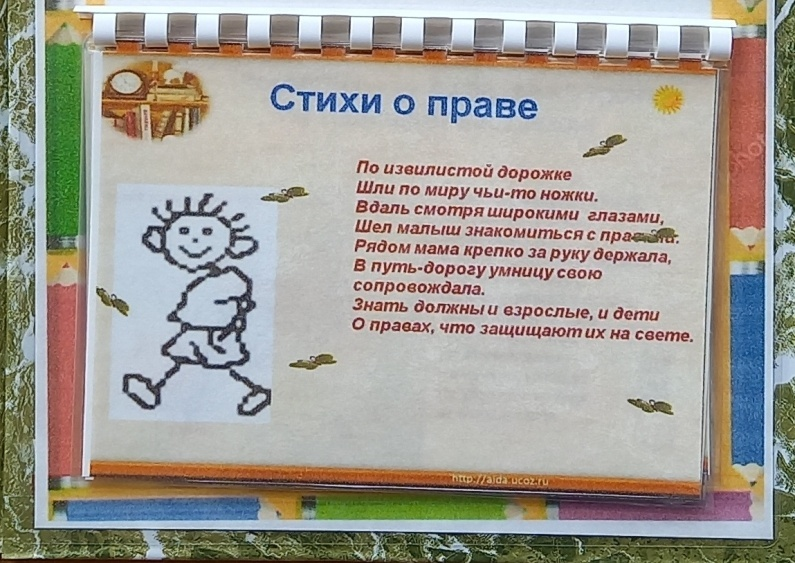 Стихи о праве
По извилистой дорожке
Шли по миру чьи-то ножки.
Вдаль смотря широкими глазами,
Шел малыш знакомиться с
Рядом мама крепко за руку держала,
В путь-дорогу умницу свою
сопровождала.
Знать должны и взрослые, и дети
О правах, что защищают их на свете.
http://aida.ucoz.ru